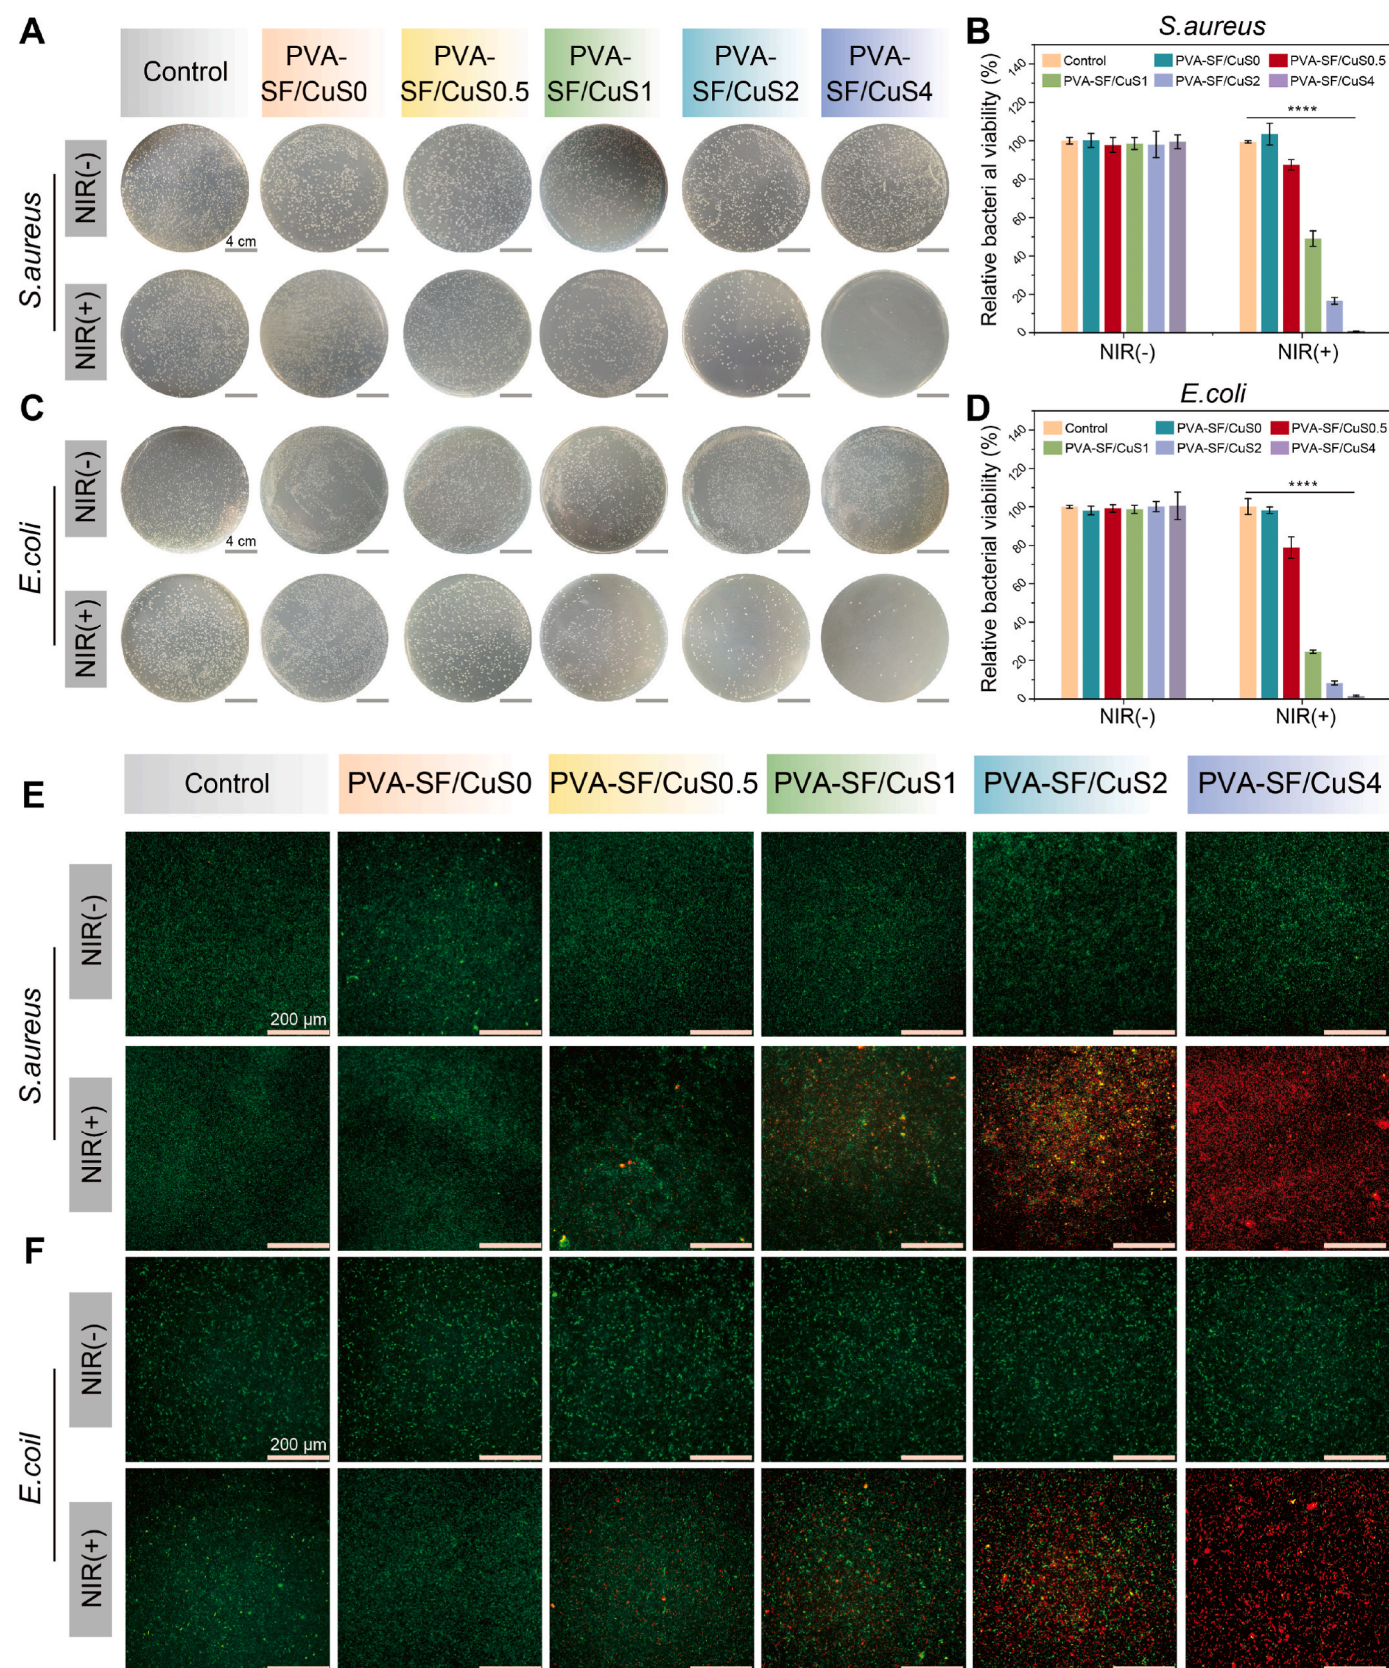 A
Control
PVA-
SF/CuS0
PVA-
SF/CuS0.5
PVA-
SF/CuS1
PVA-
SF/CuS2
PVA-
SF/CuS4
S.aureus
NIR(-)
4 cm
NIR(+)
B
S.aureus
Relative bacteri al viability (%)
Control
PVA-SF/CuS0
PVA-SF/CuS0.5
PVA-SF/CuS1
PVA-SF/CuS2
PVA-SF/CuS4
140
120
100
80
60
40
20
0
****
NIR(-)
NIR(+)
C
E.coli
NIR(-)
4 cm
NIR(+)
D
E.coli
Relative bacterial viability (%)
Control
PVA-SF/CuS0
PVA-SF/CuS0.5
PVA-SF/CuS1
PVA-SF/CuS2
PVA-SF/CuS4
140
120
100
80
60
40
20
0
****
NIR(-)
NIR(+)
E
Control
PVA-SF/CuS0
PVA-SF/CuS0.5
PVA-SF/CuS1
PVA-SF/CuS2
PVA-SF/CuS4
S.aureus
NIR(-)
200 μm
NIR(+)
F
E.coil
NIR(-)
200 μm
NIR(+)